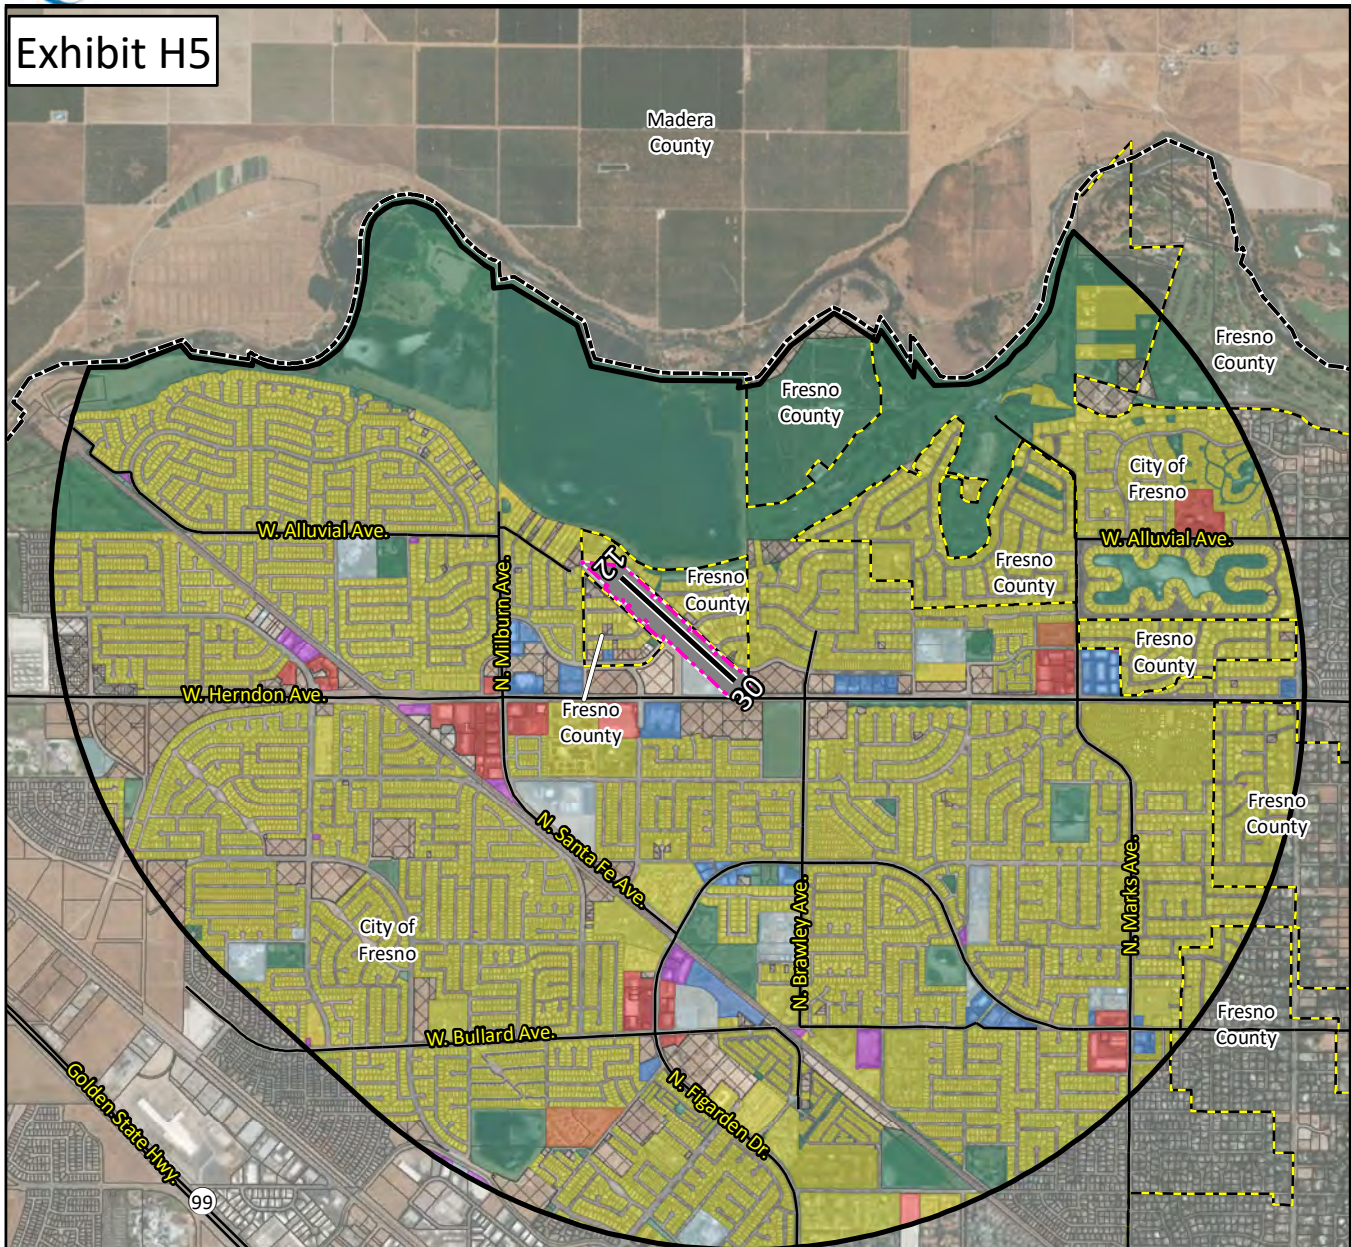 Exhibit H5
Madera
County
Fresno
County
Fresno
County
City of
Fresno
W. Alluvial Ave.
W. Alluvial Ave.
12
Fresno
County
Fresno
County
N. Milburn Ave.
Fresno
County
W. Herndon Ave.
30
Fresno
County
Fresno
County
N. Santa Fe Ave.
N. Marks Ave.
N. Brawley Ave.
City of
Fresno
Fresno
County
W. Bullard Ave.
Golden State Hwy.
N. Figarden Dr.
99